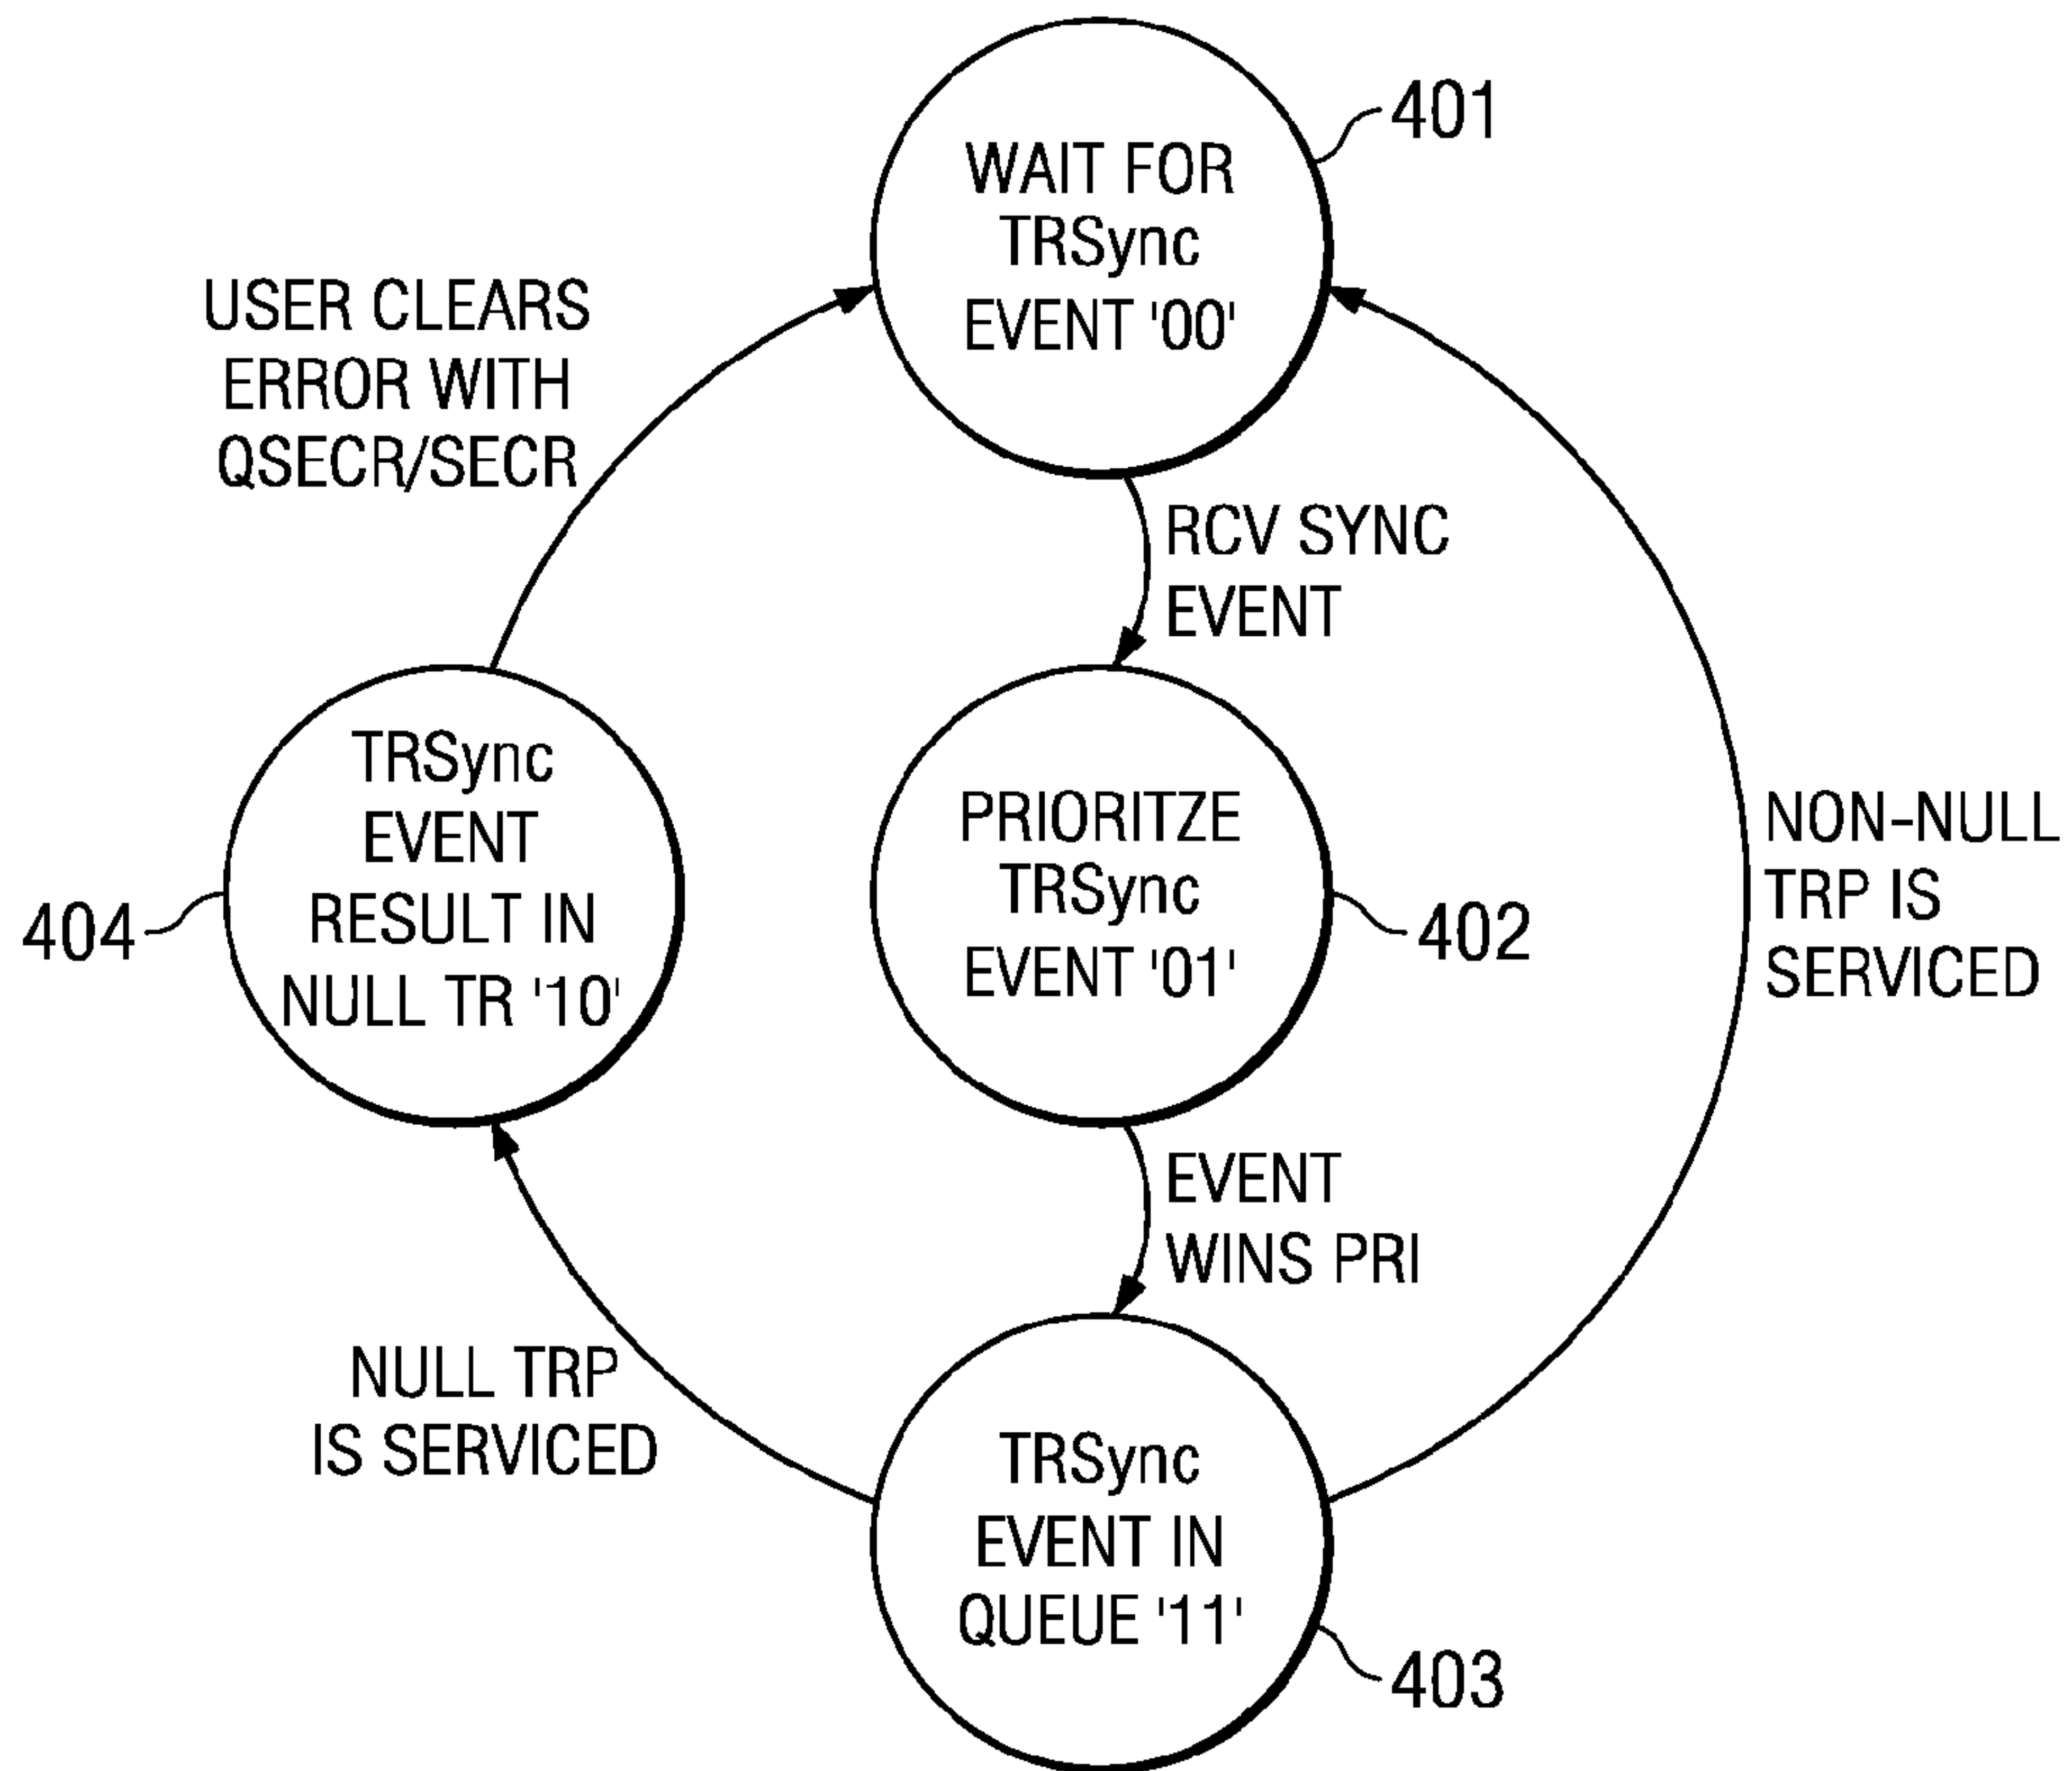 WAIT FOR
TRSync
EVENT '00'
401
USER CLEARS
ERROR WITH
QSECR/SECR
RCV SYNC
EVENT
TRSync
EVENT
RESULT IN
NULL TR '10'
404
PRIORITZE
TRSync
EVENT '01'
402
NON-NULL
TRP IS
SERVICED
EVENT
WINS PRI
NULL TRP
IS SERVICED
TRSync
EVENT IN
QUEUE '11'
403